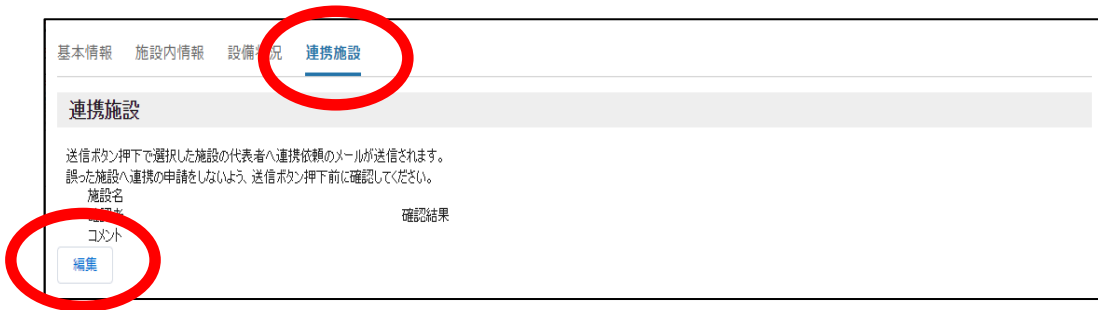 基本情報 施設内情報 設備状況 連携施設
連携施設
送信ボタン押下で選択した施設の代表者へ連携依頼のメールが送信されます。
誤った施設へ連携の申請をしないよう、送信ボタン押下前に確認してください。
施設名
確認者 確認結果
コメント
編集